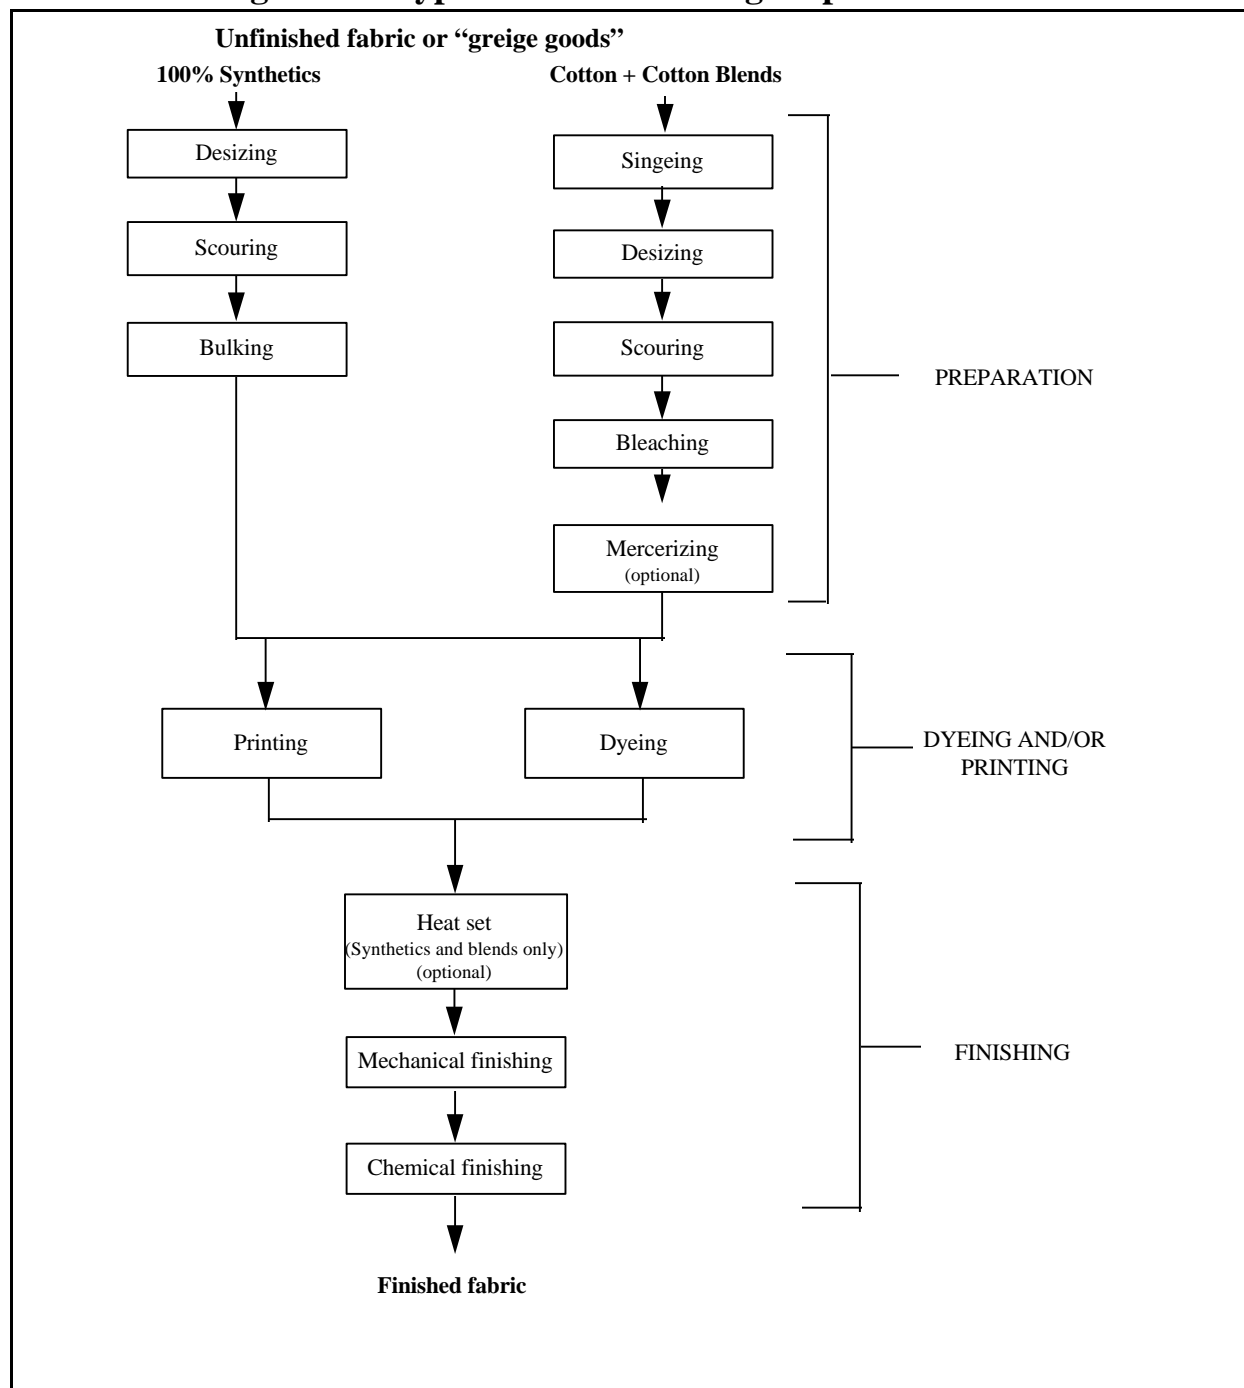 Unfinished fabric or “greige goods”
100% Synthetics
Cotton + Cotton Blends
Desizing
Scouring
Bulking
Singeing
Desizing
Scouring
Bleaching
Mercerizing
(optional)
PREPARATION
Printing
Dyeing
DYEING AND/OR
PRINTING
Heat set
(Synthetics and blends only)
(optional)
Mechanical finishing
Chemical finishing
FINISHING
Finished fabric